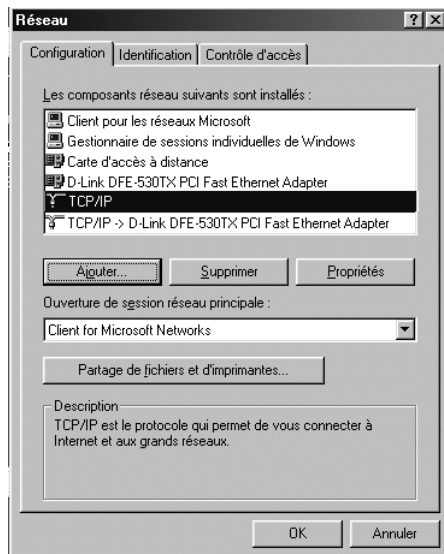 Réseau
Configuration
Identification
Contrôle d'accès
Les composants réseau suivants sont installés :
Client pour les réseaux Microsoft
Gestionnaire de sessions individuelles de Windows
Carte d'accès à distance
D-Link DFE-530TX PCI Fast Ethernet Adapter
TCP/IP
TCP/IP -> D-Link DFE-530TX PCI Fast Ethernet Adapter
Ajouter...
Supprimer
Propriétés
Ouverture de session réseau principale :
Client for Microsoft Networks
Partage de fichiers et d'imprimantes...
Description
TCP/IP est le protocole qui permet de vous connecter à
Internet et aux grands réseaux.
OK
Annuler